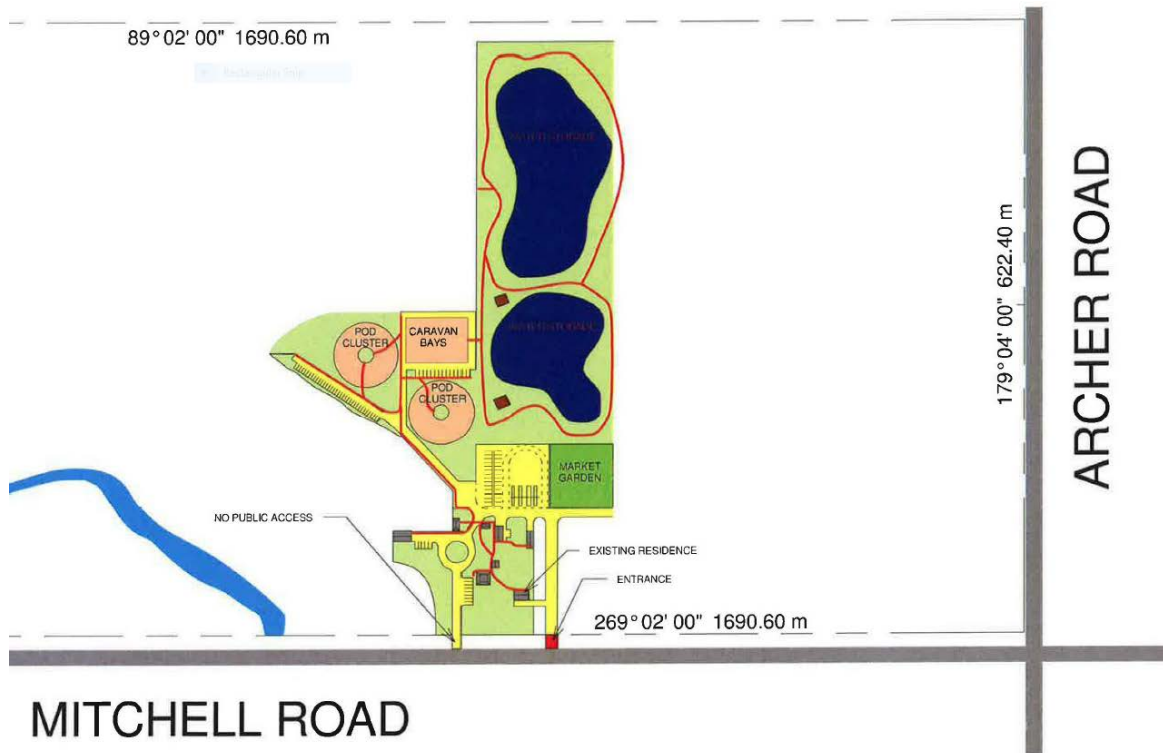 89° 02' 00" 1690.60 m
POD
CLUSTER
CARAVAN
BAYS
POD
CLUSTER
179° 04' 00" 622.40 m
ARCHER ROAD
MARKET
GARDEN
NO PUBLIC ACCESS
EXISTING RESIDENCE
ENTRANCE
269° 02' 00" 1690.60 m
MITCHELL ROAD